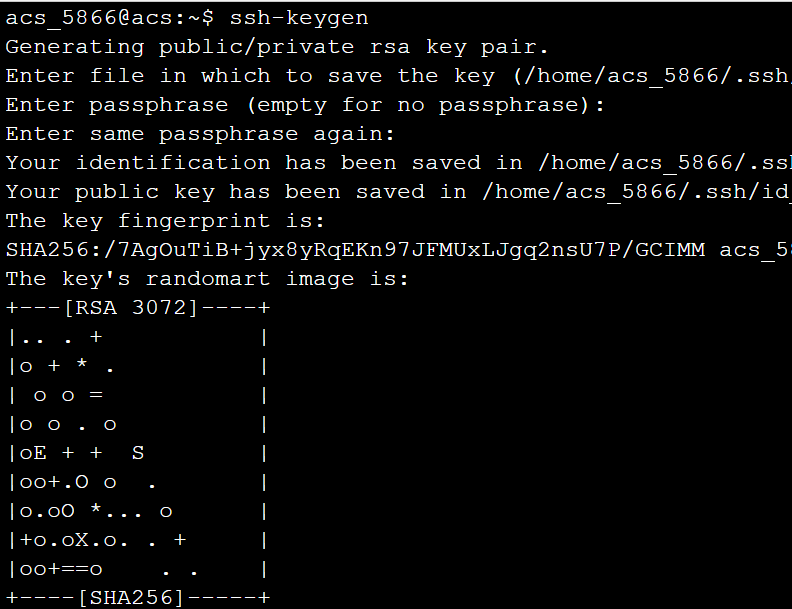 acs_5866@acs:~$ ssh-keygen
Generating public/private rsa key pair.
Enter file in which to save the key (/home/acs_5866/.ssh/
Enter passphrase (empty for no passphrase):
Enter same passphrase again:
Your identification has been saved in /home/acs_5866/.ssh
Your public key has been saved in /home/acs_5866/.ssh/id_
The key fingerprint is:
SHA256:/7AgOuTiB+jyx8yRqEKn97JFMUxLJgq2nsU7P/GCIMM acs_58
The key's randomart image is:
+---[RSA 3072]----+
|.. . +           |
|o + * .          |
| o o =           |
|o o . o          |
|oE + +  S        |
|oo+.O o  .       |
|o.oO *... o      |
|+o.oX.o. . +     |
|oo+==o    . .    |
+----[SHA256]-----+